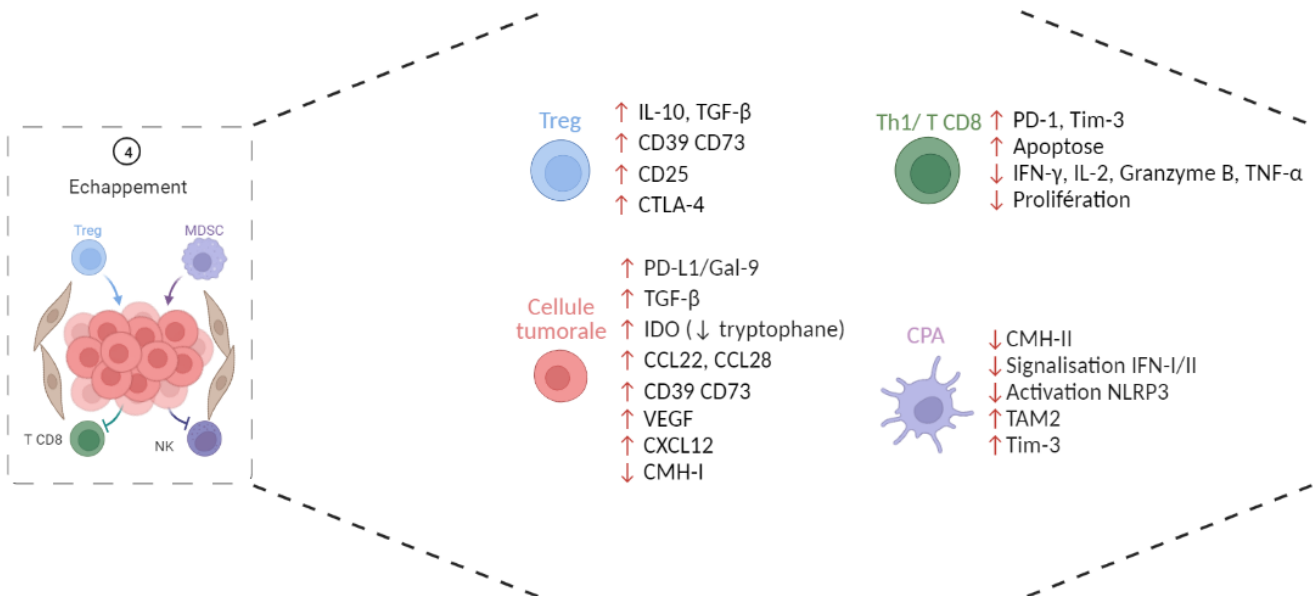 4
Echappement
Treg
MDSC
T CD8
NK
Treg
↑ IL-10, TGF-β
↑ CD39 CD73
↑ CD25
↑ CTLA-4
Th1/ T CD8
↑ PD-1, Tim-3
↑ Apoptose
↓ IFN-γ, IL-2, Granzyme B, TNF-α
↓ Prolifération
Cellule
tumorale
↑ PD-L1/Gal-9
↑ TGF-β
↑ IDO (↓ tryptophane)
↑ CCL22, CCL28
↑ CD39 CD73
↑ VEGF
↑ CXCL12
↓ CMH-I
CPA
↓ CMH-II
↓ Signalisation IFN-I/II
↓ Activation NLRP3
↑ TAM2
↑ Tim-3